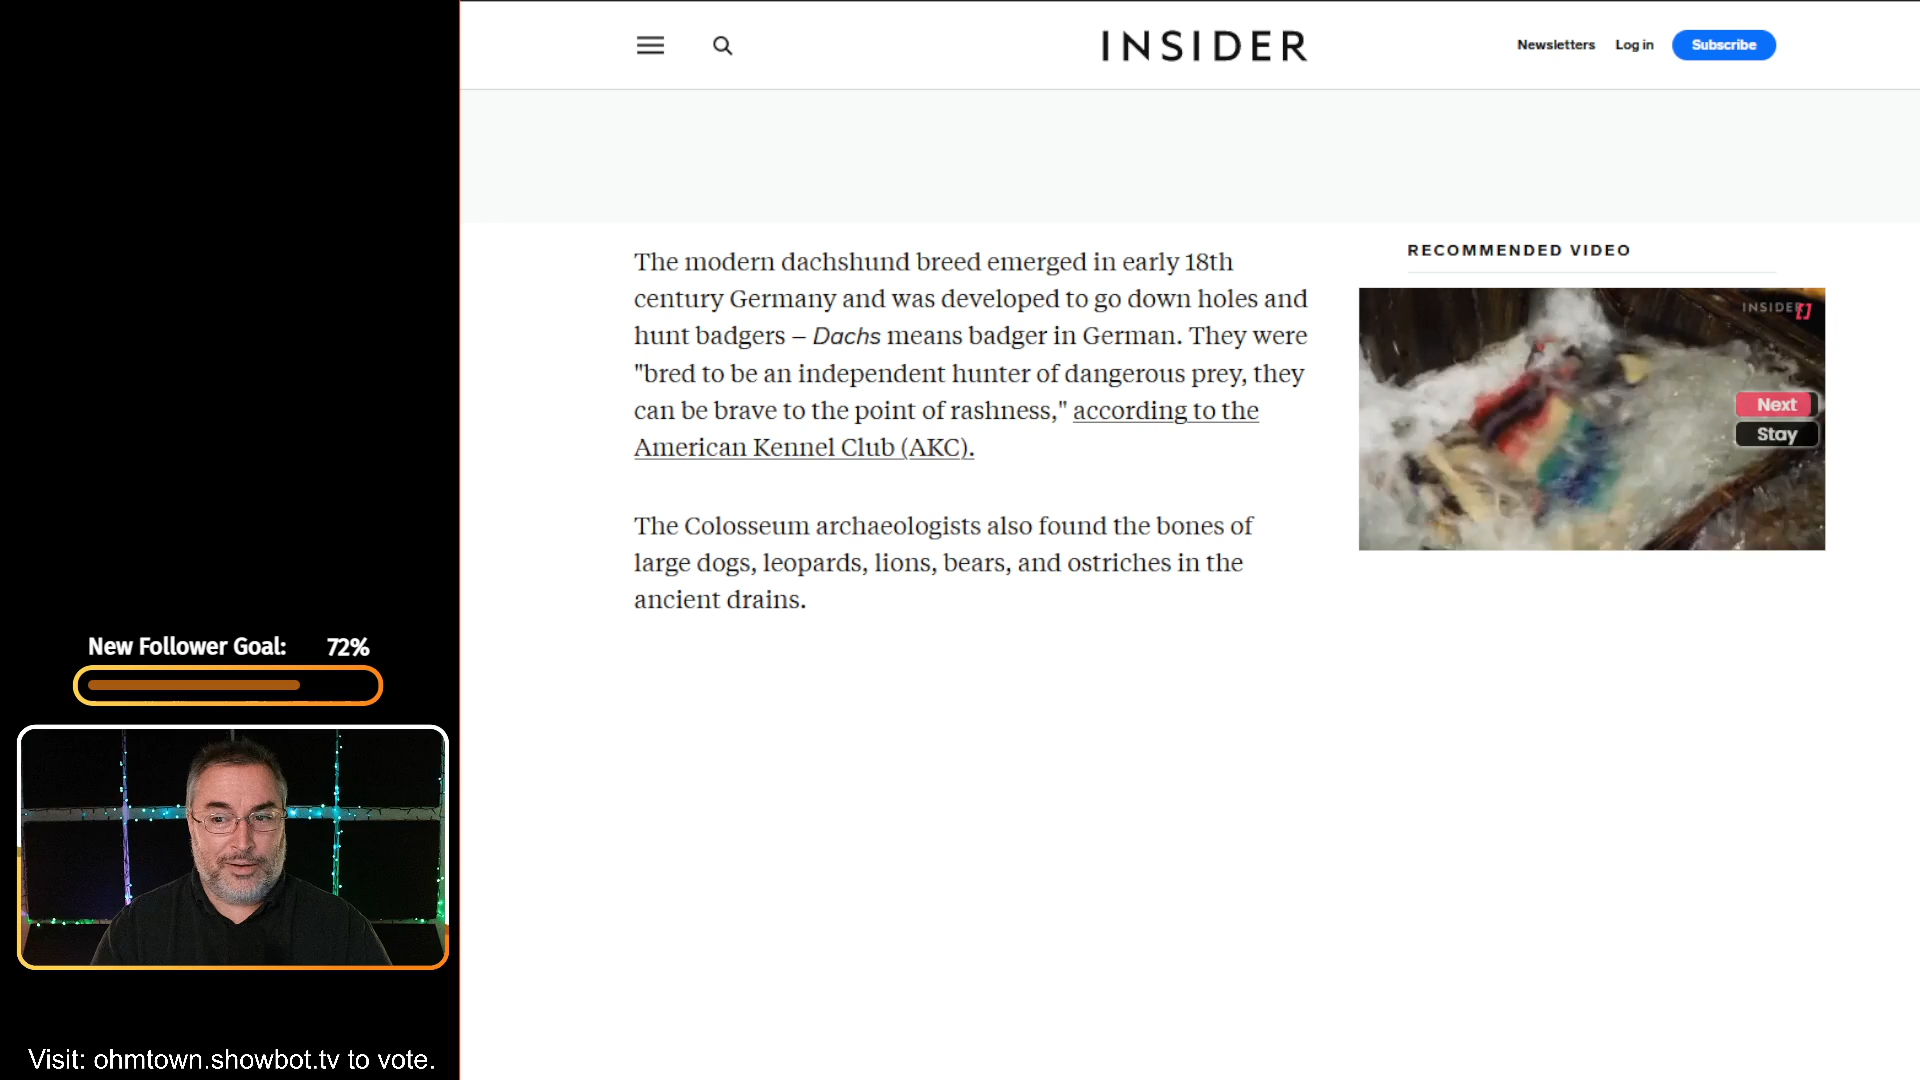 INSIDER
Newsletters
Log in
Subscribe
The modern dachshund breed emerged in early 18th
century Germany and was developed to go down holes and
hunt badgers – Dachs means badger in German. They were
"bred to be an independent hunter of dangerous prey, they
can be brave to the point of rashness," according to the
American Kennel Club (AKC).
The Colosseum archaeologists also found the bones of
large dogs, leopards, lions, bears, and ostriches in the
ancient drains.
RECOMMENDED VIDEO
INSIDER
Next
Stay
New Follower Goal: 72%
Visit: ohmtown.showbot.tv to vote.